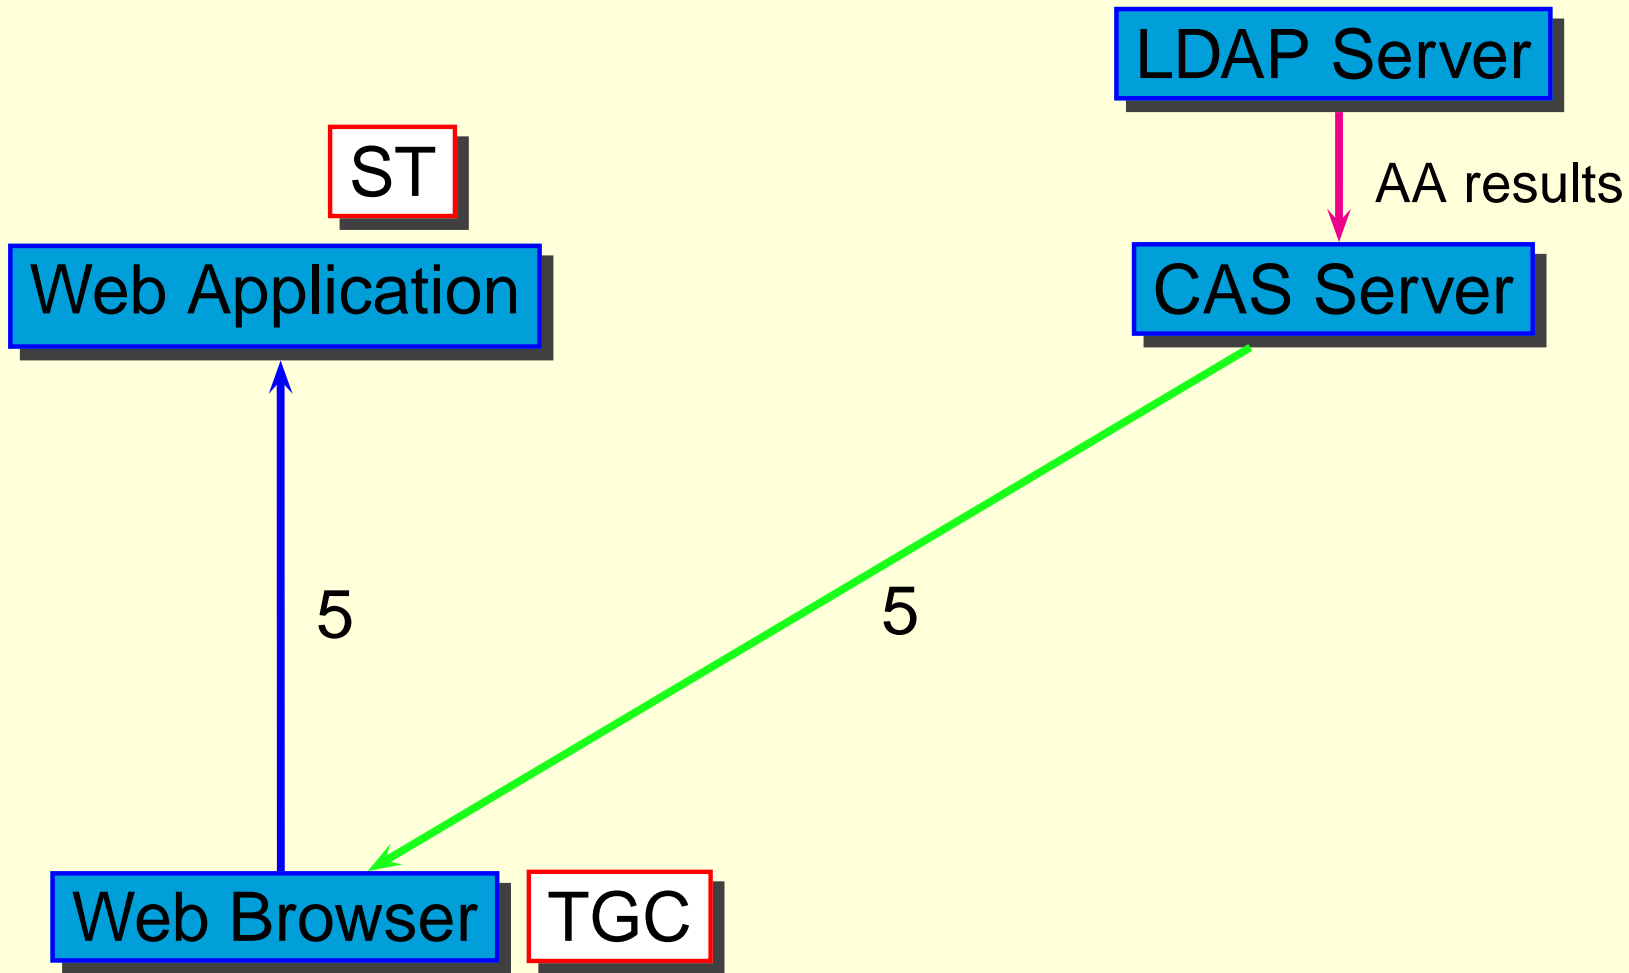 LDAP Server
ST
AA results
Web Application
CAS Server
5
5
Web Browser
TGC